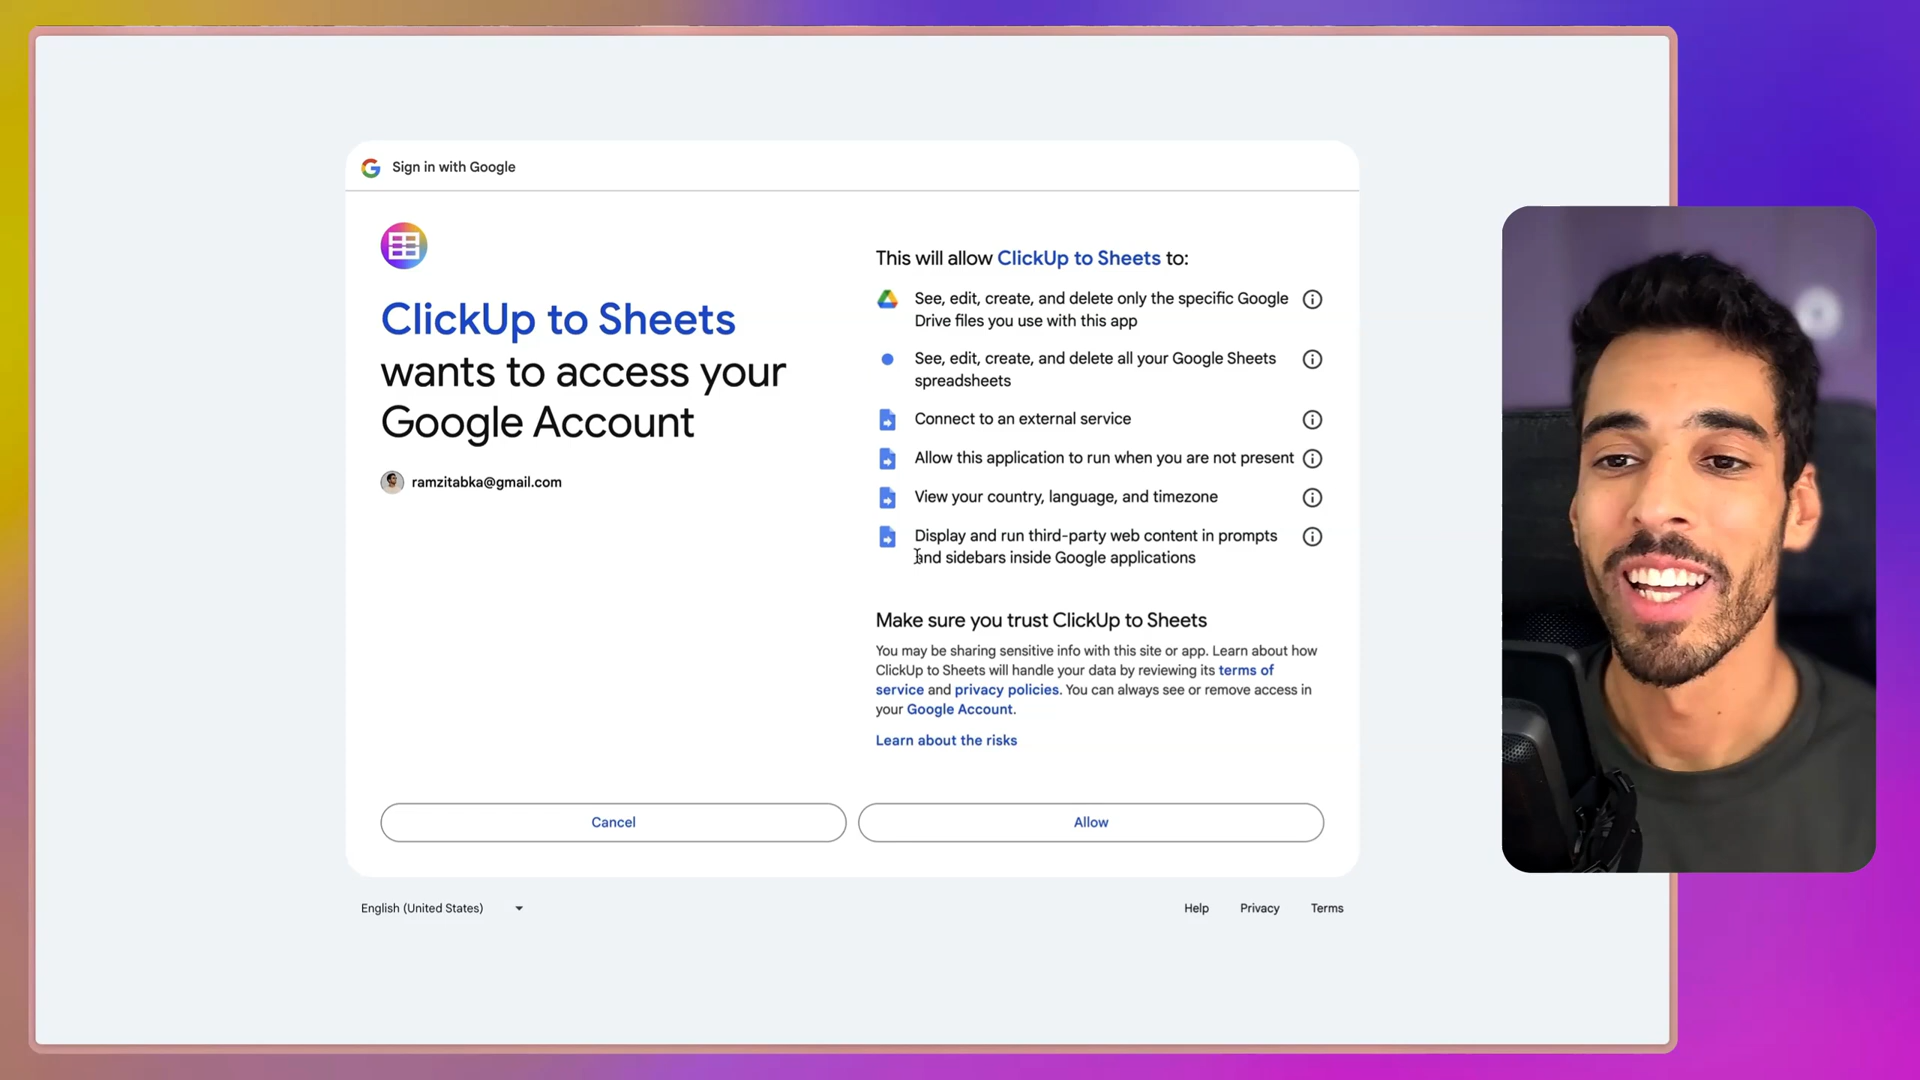 Sign in with Google
ClickUp to Sheets
wants to access your
Google Account
ramzitabka@gmail.com
This will allow ClickUp to Sheets to:
See, edit, create, and delete only the specific Google
Drive files you use with this app
See, edit, create, and delete all your Google Sheets
spreadsheets
Connect to an external service
Allow this application to run when you are not present
View your country, language, and timezone
Display and run third-party web content in prompts
and sidebars inside Google applications
Make sure you trust ClickUp to Sheets
You may be sharing sensitive info with this site or app. Learn about how
ClickUp to Sheets will handle your data by reviewing its terms of
service and privacy policies. You can always see or remove access in
your Google Account.
Learn about the risks
Cancel
Allow
English (United States)
Help
Privacy
Terms